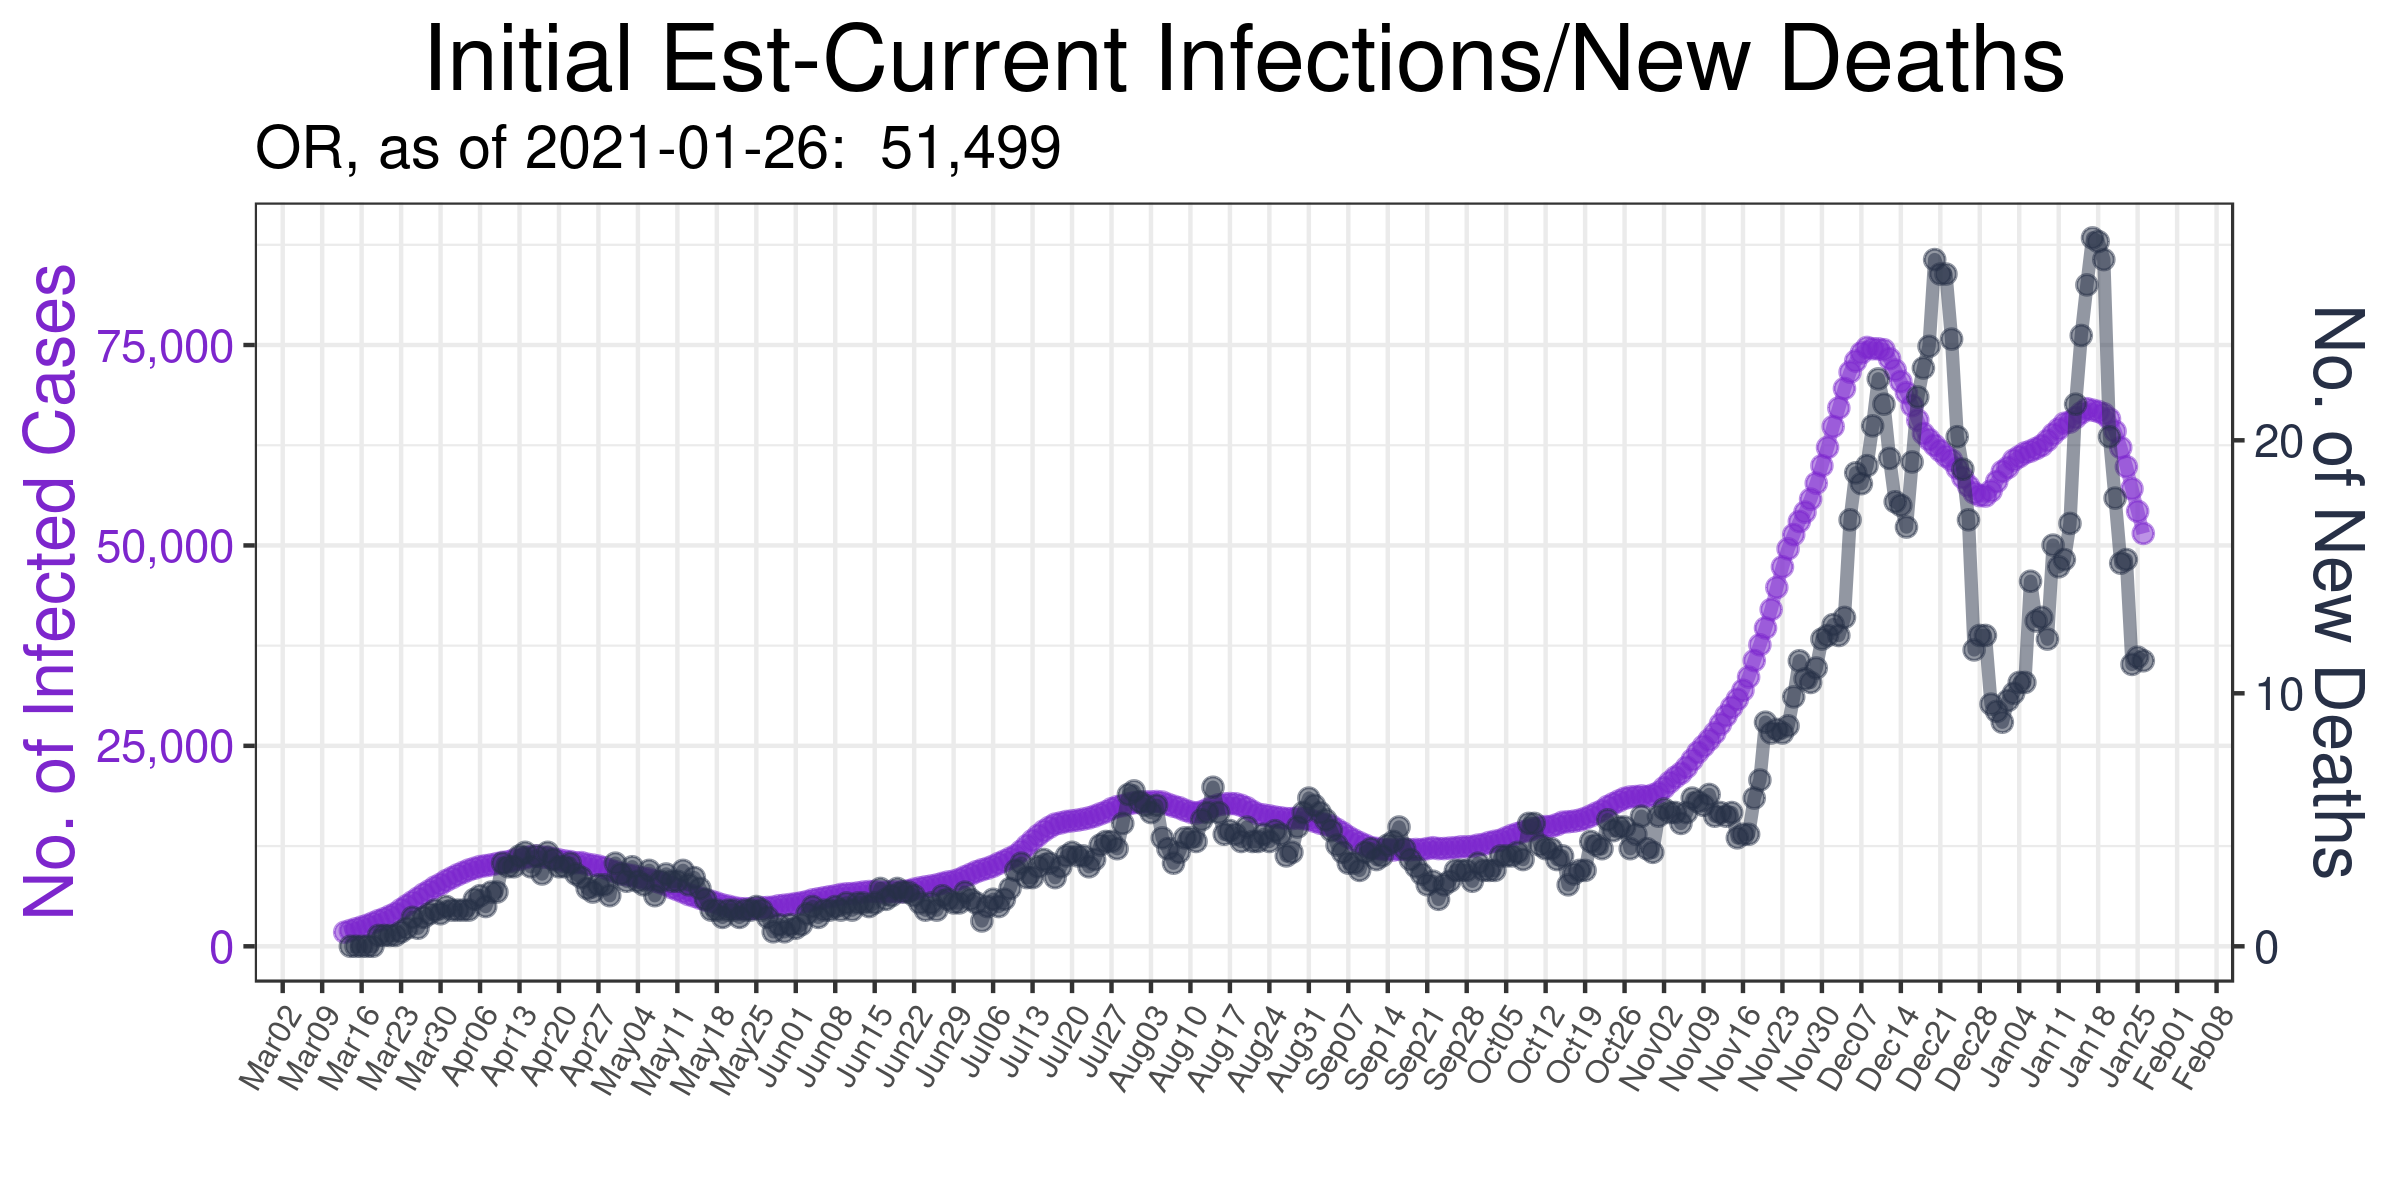 Initial Est-Current Infections/New Deaths
OR, as of 2021-01-26:  51,499
No. of Infected Cases
75,000
50,000
25,000
0
No. of New Deaths
20
10
0
Mar02
Mar09
Mar16
Mar23
Mar30
Apr06
Apr13
Apr20
Apr27
May04
May11
May18
May25
Jun01
Jun08
Jun15
Jun22
Jun29
Jul06
Jul13
Jul20
Jul27
Aug03
Aug10
Aug17
Aug24
Aug31
Sep07
Sep14
Sep21
Sep28
Oct05
Oct12
Oct19
Oct26
Nov02
Nov09
Nov16
Nov23
Nov30
Dec07
Dec14
Dec21
Dec28
Dec04
Jan11
Jan18
Jan25
Feb01
Feb08